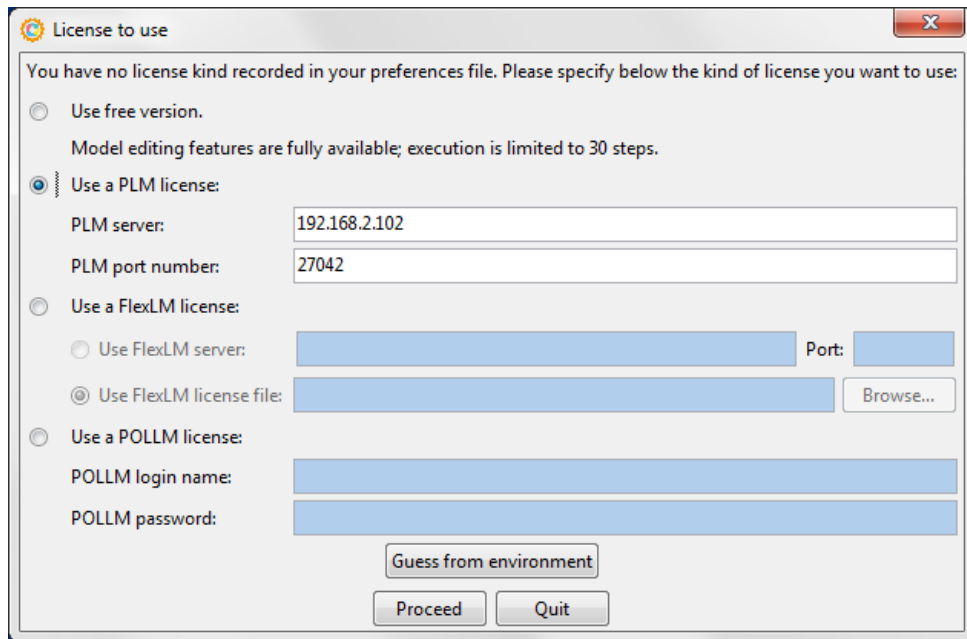 License to use
You have no license kind recorded in your preferences file. Please specify below the kind of license you want to use:
Use free version.
Model editing features are fully available; execution is limited to 30 steps.
Use a PLM license:
PLM server: 192.168.2.102
PLM port number: 27042
Use a FlexLM license:
Use FlexLM server: Port:
Use FlexLM license file: Browse...
Use a POLLM license:
POLLM login name:
POLLM password:
Guess from environment
Proceed Quit